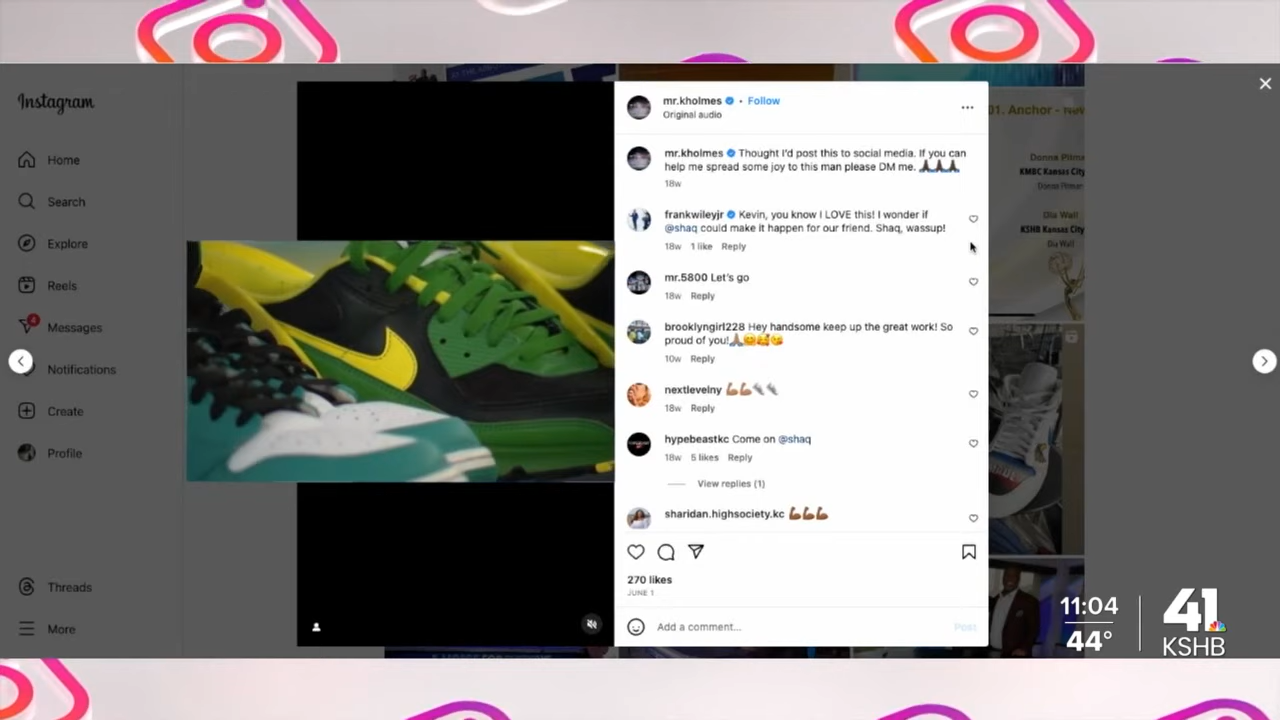 Instagram
Home
Search
Explore
Reels
4
Messages
Notifications
Create
Profile
Threads
More
mr.kholmes • Follow
Original audio
mr.kholmes Thought I'd post this to social media. If you can
help me spread some joy to this man please DM me. 🙏🏿🙏🏿🙏🏿
18w
frankwileyjr Kevin, you know I LOVE this! I wonder if
@shaq could make it happen for our friend. Shaq, wassup!
18w 1 like Reply
mr.5800 Let's go
18w Reply
brooklyngirl228 Hey handsome keep up the great work! So
proud of you!🙏🏽😊🥰😘
10w Reply
nextlevelny 💪🏽💪🏽
18w Reply
hypebeastkc Come on @shaq
18w 5 likes Reply
View replies (1)
sharidan.highsociety.kc 💪🏾💪🏾💪🏾
270 likes
JUNE 1
Add a comment...
Post
01. Anchor - New
Donna Pitma
KMBC Kansas City
Donna Pitman
Dia Wall
KSHB Kansas City
Dia Wall
11:04
44°
41
KSHB